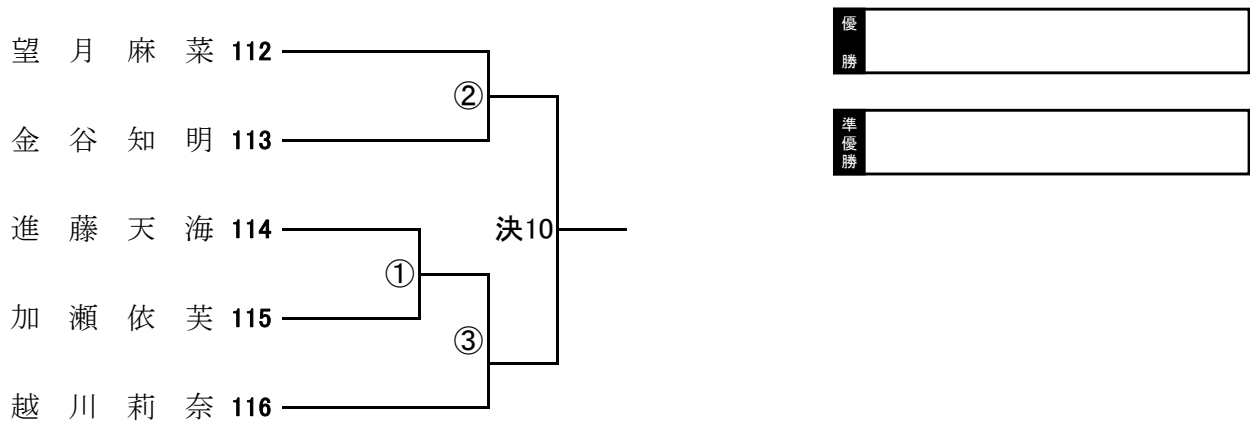 望月麻菜 112
②
金谷知明 113
進藤天海 114
決10
①
加瀬依芙 115
③
越川莉奈 116
優勝
準優勝